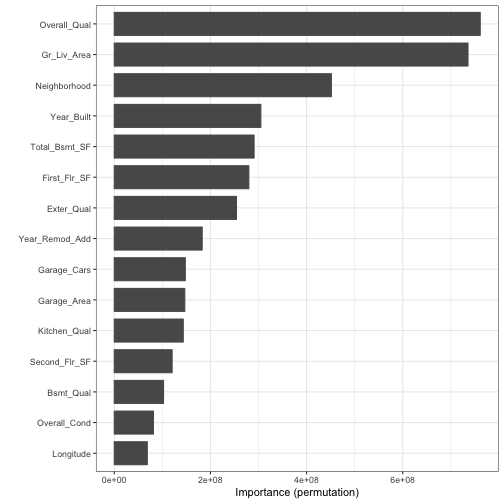 Overall_Qual
Gr_Liv_Area
Neighborhood
Year_Built
Total_Bsmt_SF
First_Flr_SF
Exter_Qual
Year_Remod_Add
Garage_Cars
Garage_Area
Kitchen_Qual
Second_Flr_SF
Bsmt_Qual
Overall_Cond
Longitude
0e+00 2e+08 4e+08 6e+08
Importance (permutation)